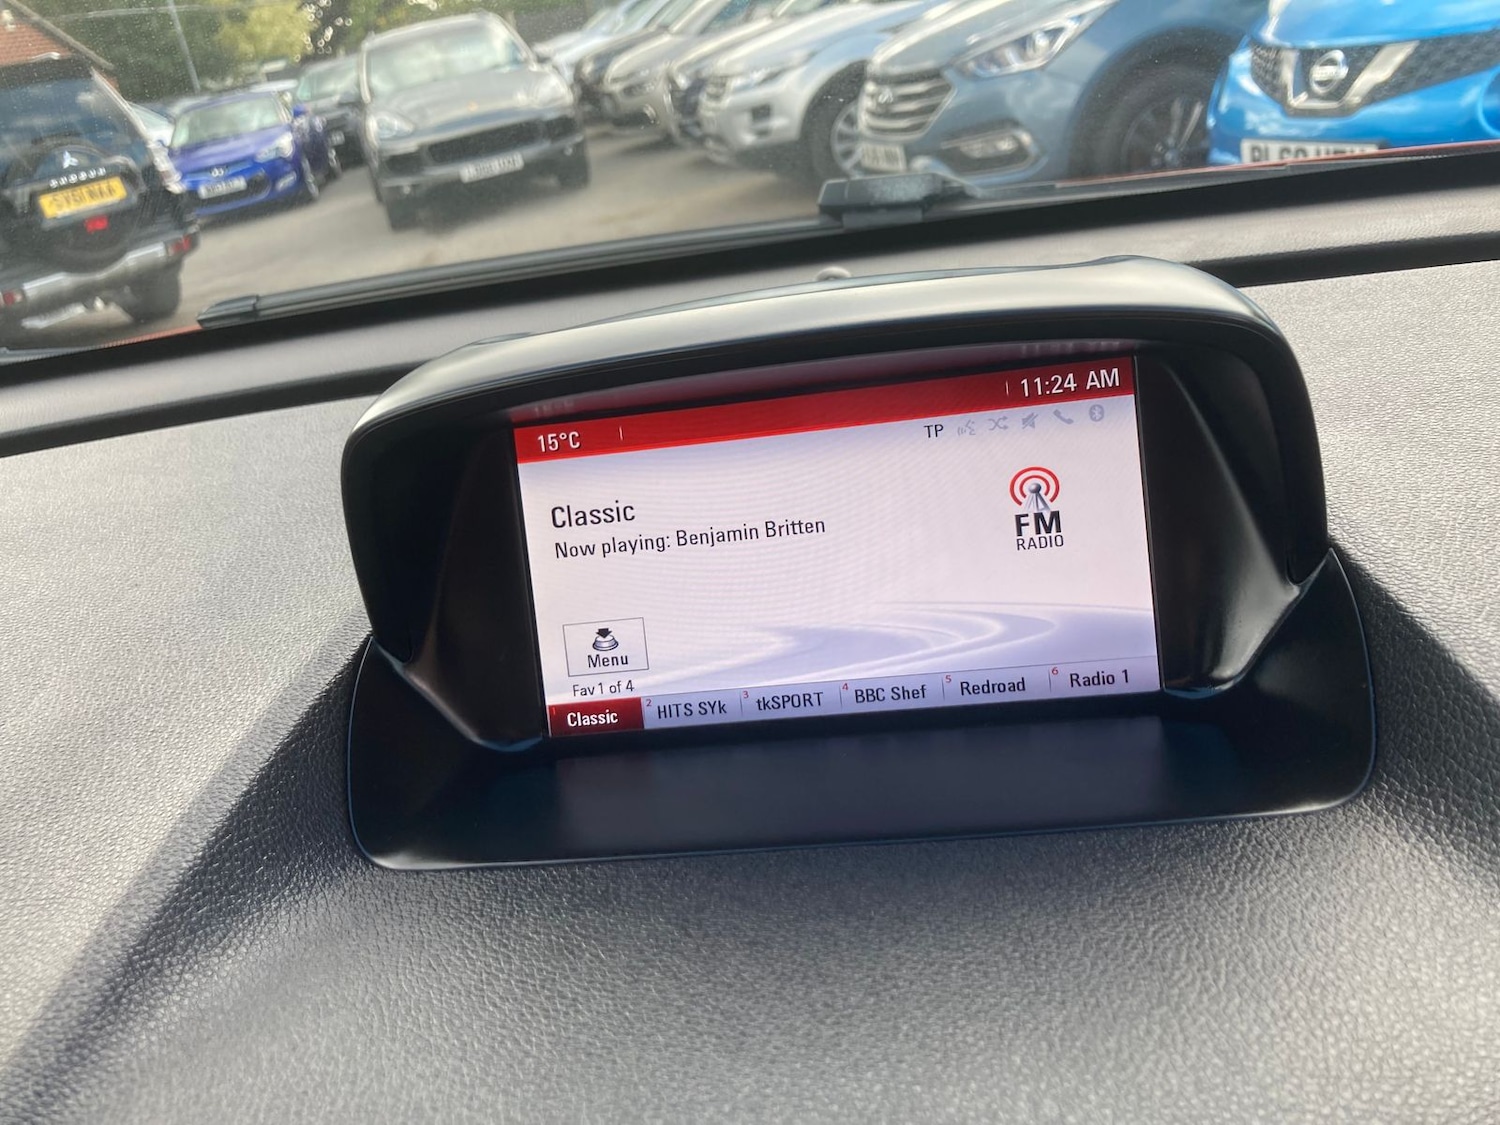 15°C
11:24 AM
TP
Classic
Now playing: Benjamin Britten
FM
RADIO
Menu
Fav 1 of 4
1 Classic
2 HITS SYk
3 tkSPORT
4 BBC Shef
5 Redroad
6 Radio 1